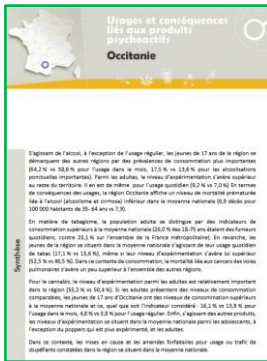 Usages et conséquences
liés aux produits
psychoactifs
Occitanie
S'agissant de l'alcool, à l'exception de l'usage régulier, les jeunes de 17 ans de la région se
démarquent des autres régions par des prévalences de consommation plus importantes
(64,2 % vs 58,6 % pour l'usage dans le mois, 17,5 % vs 13,6 % pour les alcoolisations
ponctuelles importantes). Parmi les adultes, le niveau d'expérimentation s'avère supérieur
au reste du territoire. Il en est de même pour l'usage quotidien (9,2 % vs 7,0 %) En termes
de conséquences des usages, la région Occitanie affiche un niveau de mortalité prématurée
liée à l'alcool (alcoolisme et cirrhose) inférieur dans la moyenne nationale (6,8 décès pour
100 000 habitants de 35-64 ans vs 7,9).
En matière de tabagisme, la population adulte se distingue par des indicateurs de
consommation supérieurs à la moyenne nationale (26,0 % des 18-75 ans étaient des fumeurs
quotidiens, contre 25,1 % sur l'ensemble de la France métropolitaine). En revanche, les
jeunes de la région se situent dans la moyenne nationale s'agissant de leur usage quotidien
de tabac (17,1 % vs 15,6 %), même si leur niveau d'expérimentation s'avère supérieur
(52,5 % vs 46,5 %). Dans ce contexte de consommation, la mortalité liée aux cancers des voies
pulmonaires s'avère un peu supérieur à l'ensemble des autres régions.
Pour le cannabis, le niveau d'expérimentation parmi les adultes est relativement important
dans la région (55,2 % vs 50,4 %). Si les adultes présentent des niveaux de consommation
comparables, les jeunes de 17 ans d'Occitanie ont des niveaux de consommation supérieurs
à la moyenne nationale et ce, quel que soit l'indicateur considéré : 16,1 % vs 13,9 % pour
l'usage dans le mois, 4,8 % vs 3,8 % pour l'usage régulier. Enfin, s'agissant des autres produits,
les niveaux d'expérimentation se situent dans la moyenne nationale parmi les adolescents, à
l'exception du poppers qui est plus expérimenté, et les adultes.
Dans ce contexte, les mises en cause et les amendes forfaitaires pour usage ou trafic de
stupéfiants constatées dans la région se situent dans la moyenne nationale.
Synthèse